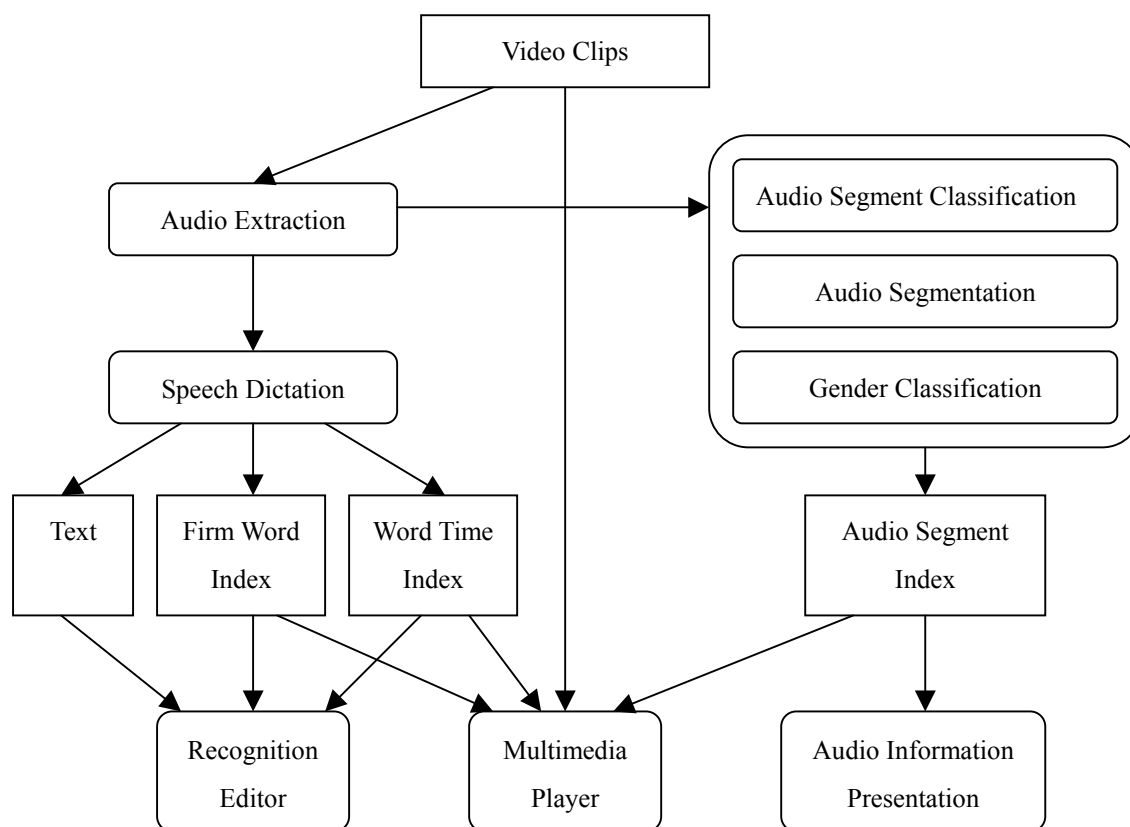 Video Clips
Audio Extraction
Audio Segment Classification
Audio Segmentation
Gender Classification
Speech Dictation
Text
Firm Word
Index
Word Time
Index
Audio Segment
Index
Recognition
Editor
Multimedia
Player
Audio Information
Presentation